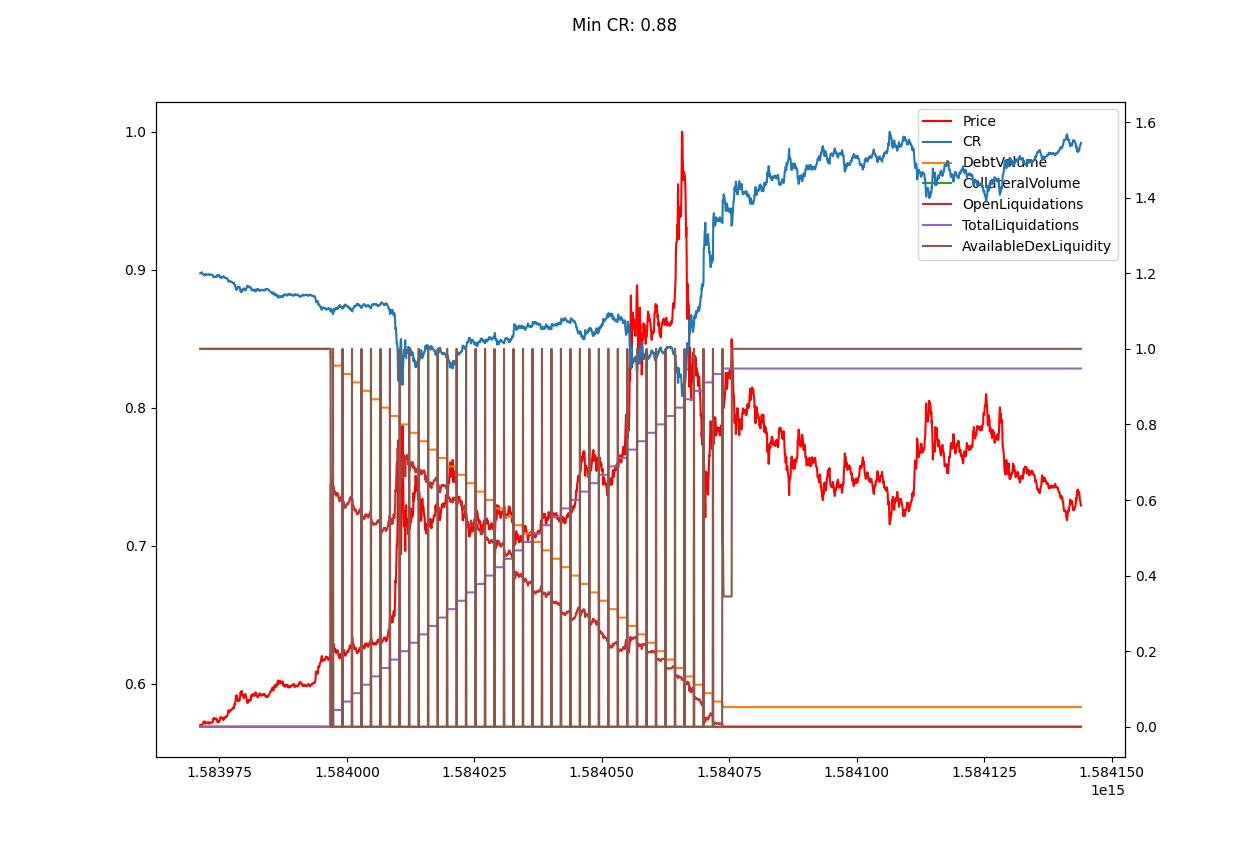 Min CR: 0.88
1.0
0.9
0.8
0.7
0.6
1.6
1.4
1.2
1.0
0.8
0.6
0.4
0.2
0.0
Price
CR
DebtVolume
CollateralVolume
OpenLiquidations
TotalLiquidations
AvailableDexLiquidity
1.583975 1.584000 1.584025 1.584050 1.584075 1.584100 1.584125 1.584150
1e15